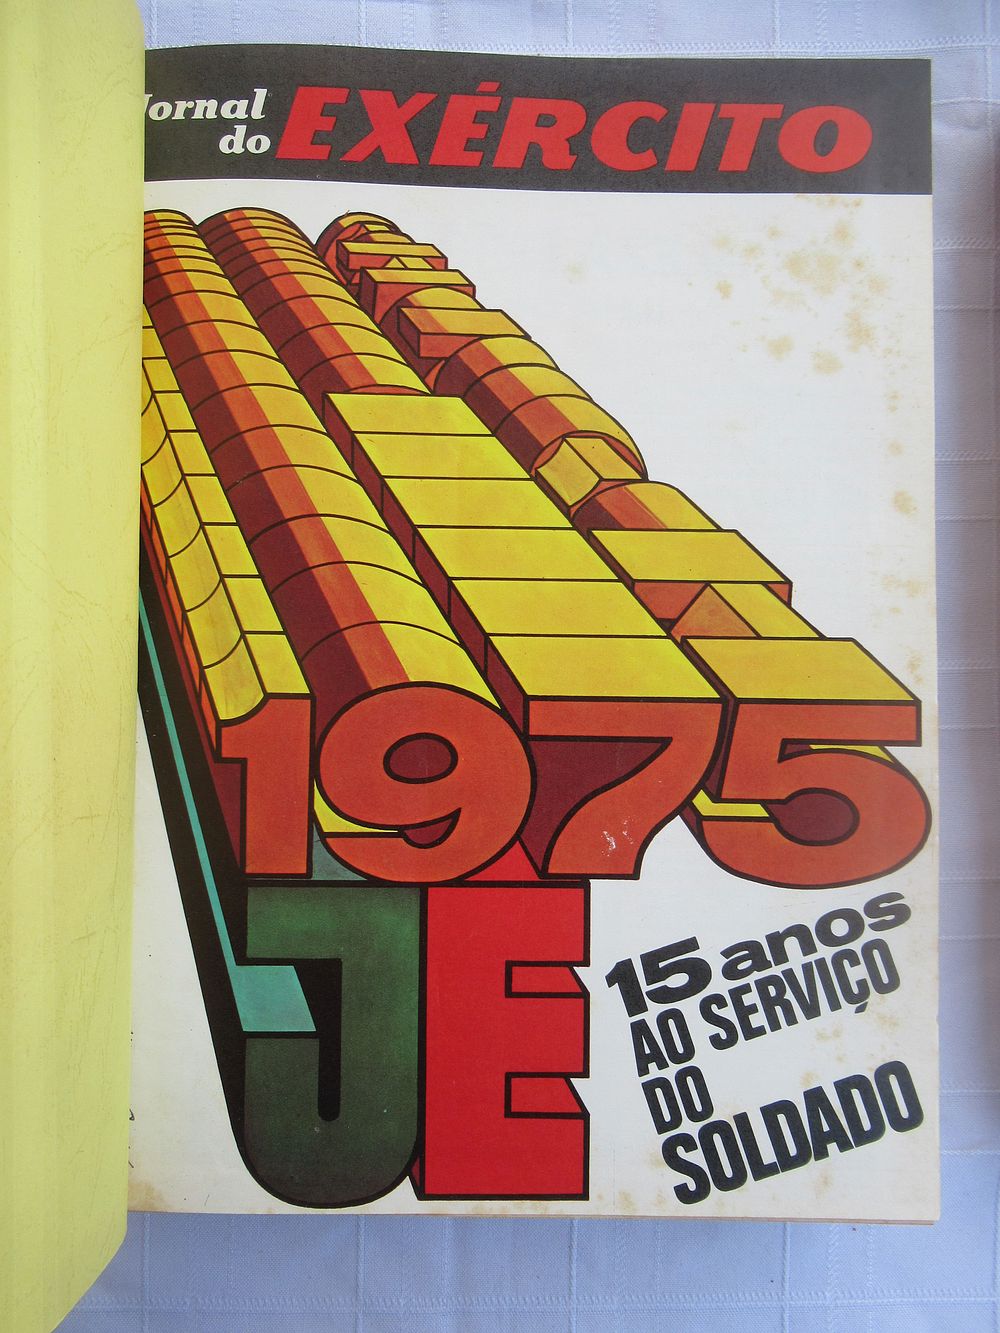 Jornal
do EXÉRCITO
1975
JE
15 anos
AO SERVIÇO
DO
SOLDADO